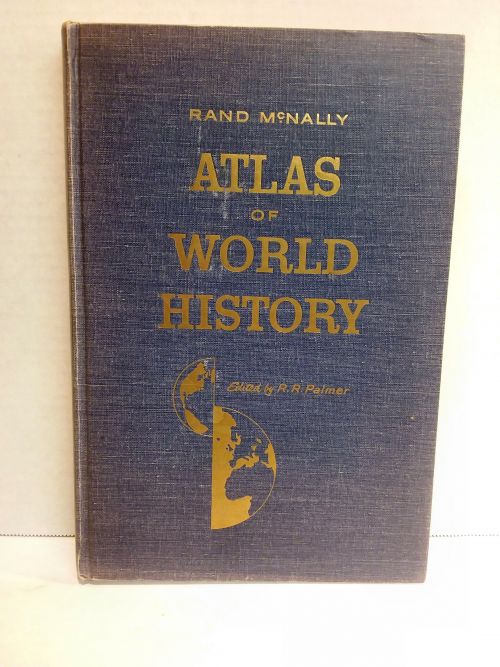 RAND McNALLY
ATLAS
OF
WORLD
HISTORY
Edited by R. R. Palmer